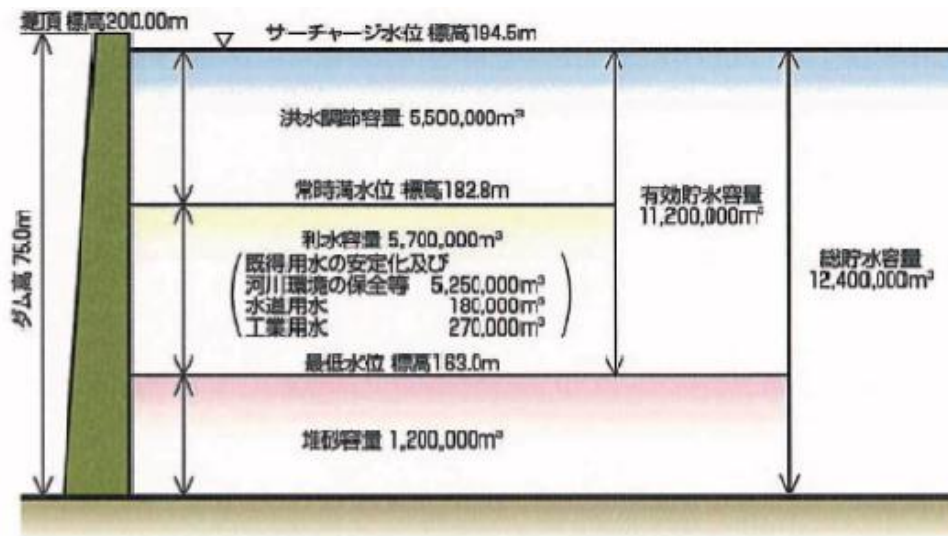 堤頂 標高200.00m
サーチャージ水位 標高194.5m
洪水調節容量 5,500,000m³
常時満水位 標高182.8m
有効貯水容量
11,200,000m³
利水容量 5,700,000m³
既得用水の安定化及び
河川環境の保全等 5,250,000m³
水道用水 180,000m³
工業用水 270,000m³
総貯水容量
12,400,000m³
ダム高 75.0m
最低水位 標高163.0m
堆砂容量 1,200,000m³